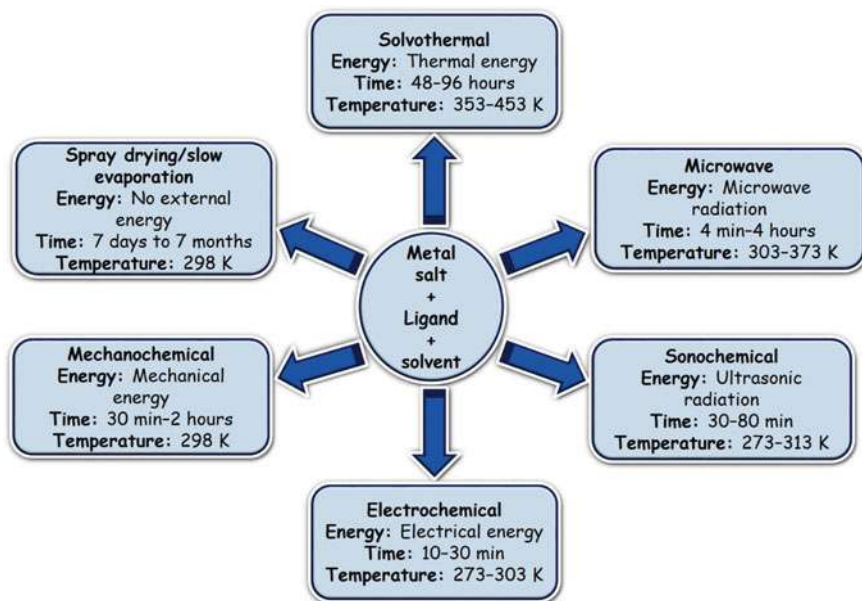 Solvothermal
Energy: Thermal energy
Time: 48–96 hours
Temperature: 353–453 K
Spray drying/slow
evaporation
Energy: No external
energy
Time: 7 days to 7 months
Temperature: 298 K
Microwave
Energy: Microwave
radiation
Time: 4 min–4 hours
Temperature: 303–373 K
Metal
salt
+
Ligand
+
solvent
Mechanochemical
Energy: Mechanical
energy
Time: 30 min–2 hours
Temperature: 298 K
Sonochemical
Energy: Ultrasonic
radiation
Time: 30–80 min
Temperature: 273–313 K
Electrochemical
Energy: Electrical energy
Time: 10–30 min
Temperature: 273–303 K